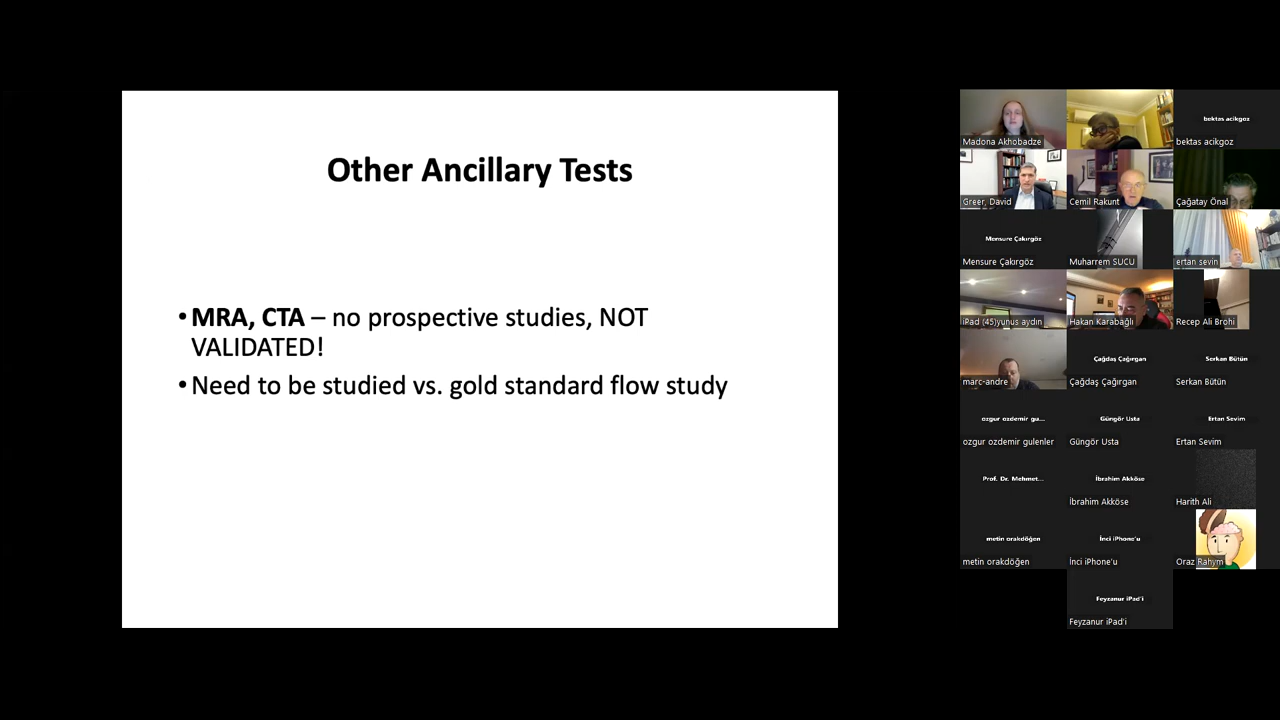 Other Ancillary Tests
•MRA, CTA – no prospective studies, NOT
VALIDATED!
•Need to be studied vs. gold standard flow study
Madona Akhobadze
bektas acikgoz
bektas acikgoz
Greer, David
Cemil Rakunt
Çağatay Önal
Mensure Çakırgöz
Mensure Çakırgöz
Muharrem SUCU
ertan sevin
iPad (45)yunus aydın
Hakan Karabağlı
Recep Ali Brohi
marc-andre
Çağdaş Çağırgan
Çağdaş Çağırgan
Serkan Bütün
Serkan Bütün
ozgur ozdemir gu...
ozgur ozdemir gulenler
Güngör Usta
Güngör Usta
Ertan Sevim
Ertan Sevim
Prof. Dr. Mehmet...
İbrahim Akköse
İbrahim Akköse
Harith Ali
metin orakdöğen
metin orakdöğen
İnci iPhone'u
İnci iPhone'u
Oraz Rahym
Feyzanur iPad'i
Feyzanur iPad'i